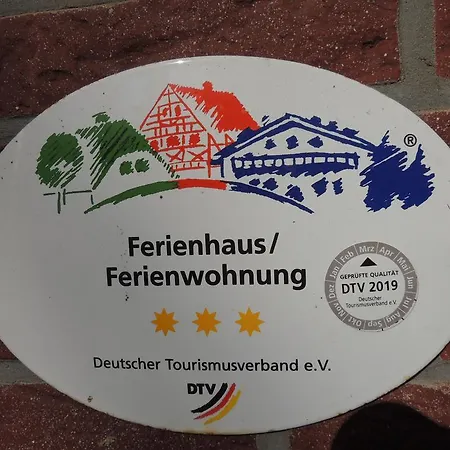 ®
Ferienhaus/
Ferienwohnung
Jan Feb Mrz Apr Mai Jun Jul Aug Sep Okt Nov Dez
GEPRÜFTE QUALITÄT
DTV 2019
Deutscher
Tourismusverband e.V.
Deutscher Tourismusverband e.V.
DTV